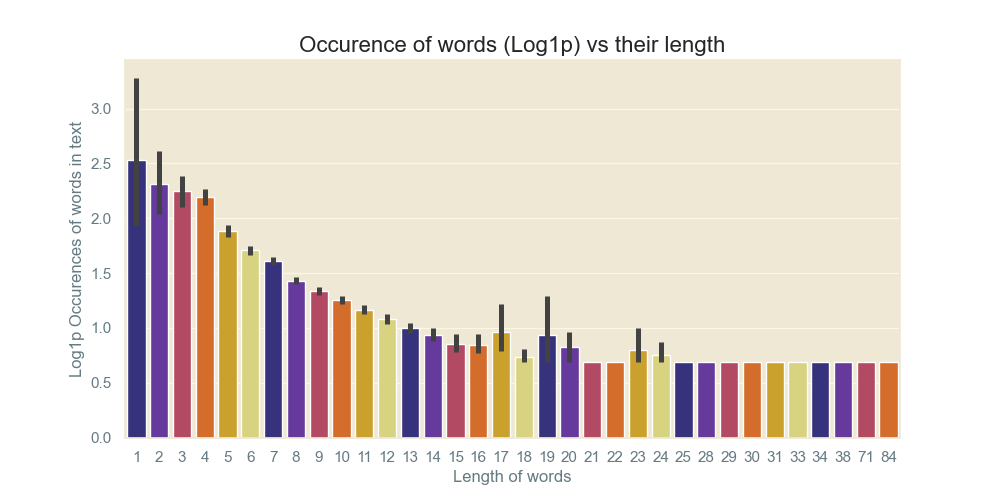 Occurence of words (Log1p) vs their length
Log1p Occurences of words in text
3.0
2.5
2.0
1.5
1.0
0.5
0.0
1 2 3 4 5 6 7 8 9 10 11 12 13 14 15 16 17 18 19 20 21 22 23 24 25 28 29 30 31 33 34 38 71 84
Length of words